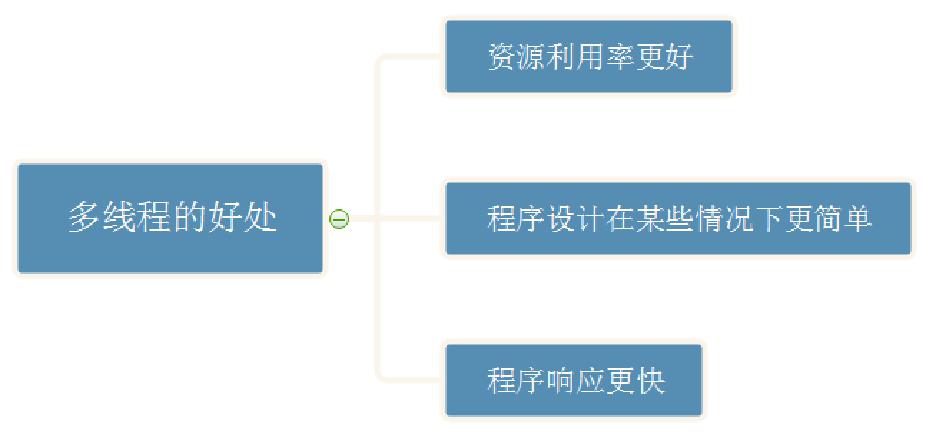 多线程的好处
资源利用率更好
程序设计在某些情况下更简单
程序响应更快